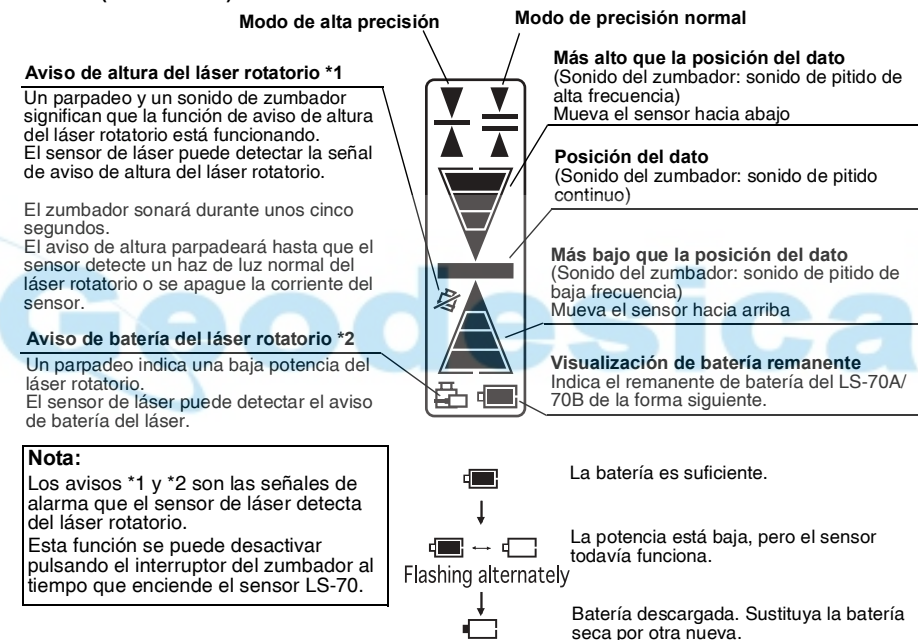 Modo de alta precisión
Modo de precisión normal
Aviso de altura del láser rotatorio *1
Un parpadeo y un sonido de zumbador
significan que la función de aviso de altura
del láser rotatorio está funcionando.
El sensor de láser puede detectar la señal
de aviso de altura del láser rotatorio.
El zumbador sonará durante unos cinco
segundos.
El aviso de altura parpadeará hasta que el
sensor detecte un haz de luz normal del
láser rotatorio o se apague la corriente del
sensor.
Aviso de batería del láser rotatorio *2
Un parpadeo indica una baja potencia del
láser rotatorio.
El sensor de láser puede detectar el aviso
de batería del láser.
Más alto que la posición del dato
(Sonido del zumbador: sonido de pitido de
alta frecuencia)
Mueva el sensor hacia abajo
Posición del dato
(Sonido del zumbador: sonido de pitido
continuo)
Más bajo que la posición del dato
(Sonido del zumbador: sonido de pitido de
baja frecuencia)
Mueva el sensor hacia arriba
Visualización de batería remanente
Indica el remanente de batería del LS-70A/
70B de la forma siguiente.
Geodesica
Nota:
Los avisos *1 y *2 son las señales de
alarma que el sensor de láser detecta
del láser rotatorio.
Esta función se puede desactivar
pulsando el interruptor del zumbador al
tiempo que enciende el sensor LS-70.
La batería es suficiente.
La potencia está baja, pero el sensor
todavía funciona.
Flashing alternately
Batería descargada. Sustituya la batería
seca por otra nueva.